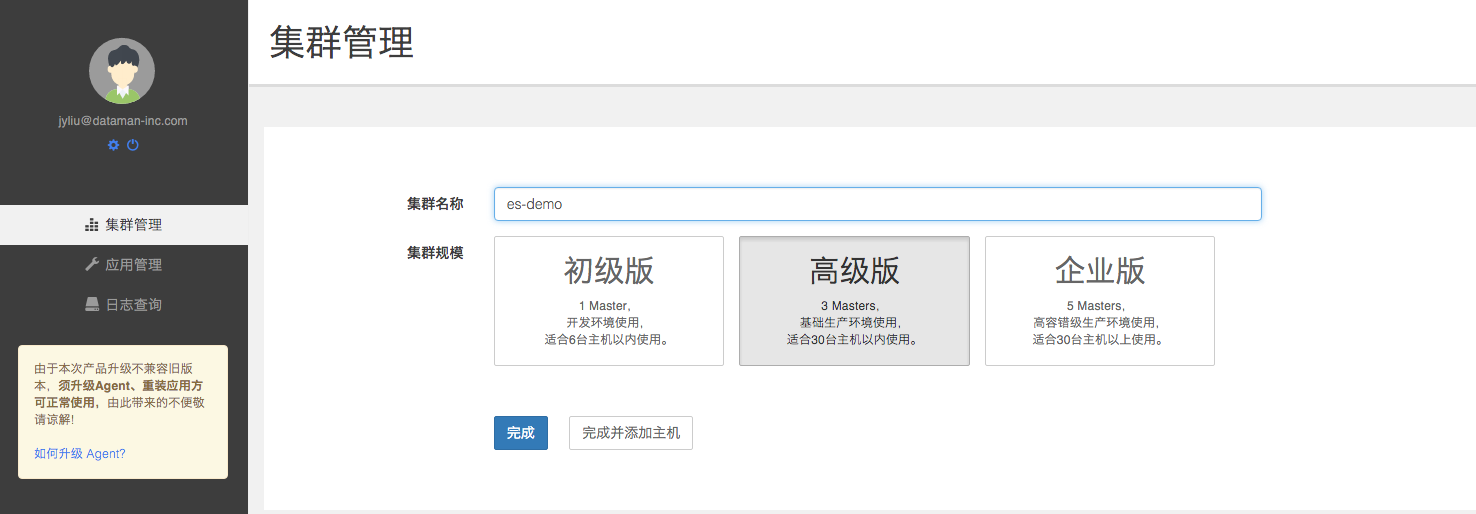 集群管理
jyliu@dataman-inc.com
集群管理
应用管理
日志查询
由于本次产品升级不兼容旧版
本，须升级Agent、重装应用方
可正常使用，由此带来的不便敬
请谅解!
如何升级 Agent?
集群名称
es-demo
集群规模
初级版
1 Master，
开发环境使用，
适合6台主机以内使用。
高级版
3 Masters，
基础生产环境使用，
适合30台主机以内使用。
企业版
5 Masters，
高容错级生产环境使用，
适合30台主机以上使用。
完成
完成并添加主机